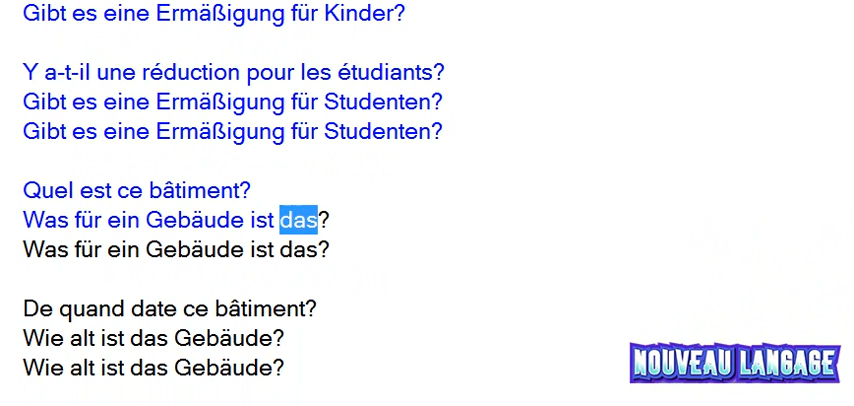 Gibt es eine Ermäßigung für Kinder?
Y a-t-il une réduction pour les étudiants?
Gibt es eine Ermäßigung für Studenten?
Gibt es eine Ermäßigung für Studenten?
Quel est ce bâtiment?
Was für ein Gebäude ist das?
Was für ein Gebäude ist das?
De quand date ce bâtiment?
Wie alt ist das Gebäude?
Wie alt ist das Gebäude?
NOUVEAU LANGAGE